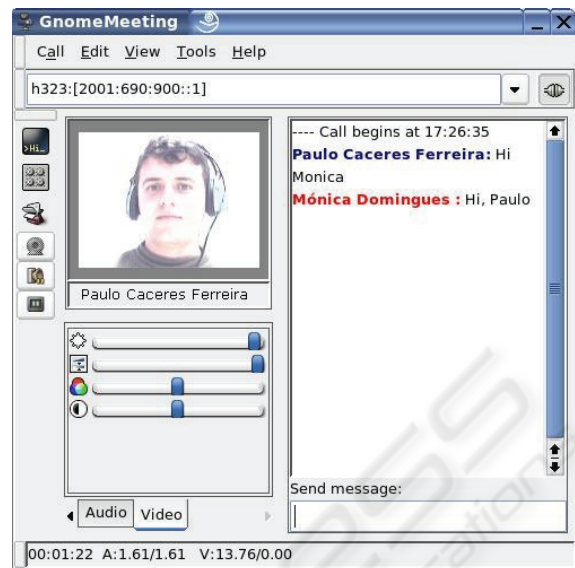 GnomeMeeting
Call Edit View Tools Help
h323:[2001:690:900::1]
>Hi_
Paulo Caceres Ferreira
---- Call begins at 17:26:35
Paulo Caceres Ferreira: Hi
Monica
Mónica Domingues : Hi, Paulo
Audio Video
Send message:
00:01:22 A:1.61/1.61 V:13.76/0.00